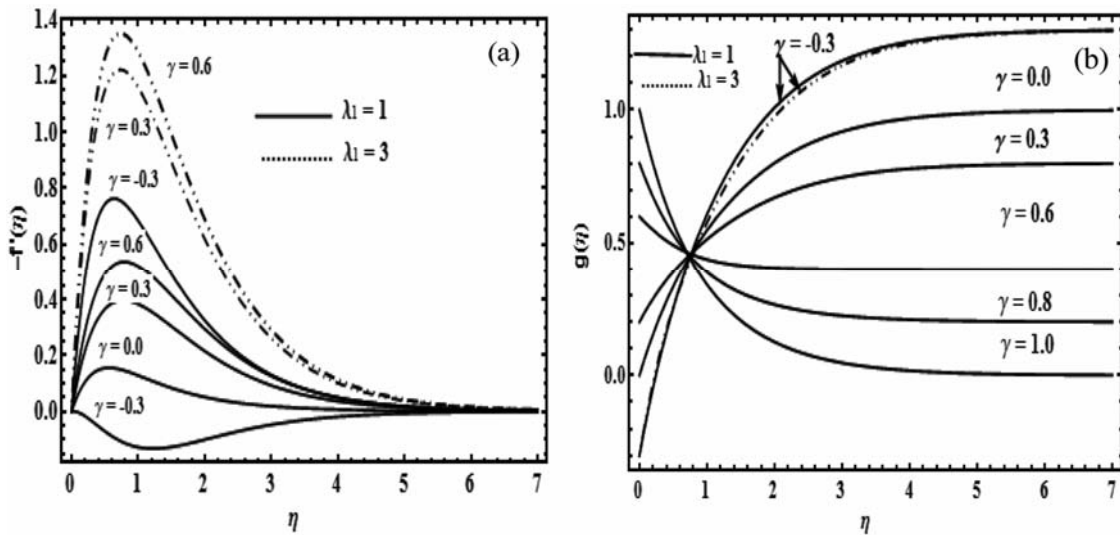 1.4
1.2
1.0
0.8
0.6
0.4
0.2
0.0
−f'(η)
(a)
γ = 0.6
γ = 0.3
γ = -0.3
γ = 0.6
γ = 0.3
γ = 0.0
γ = -0.3
λ1 = 1
λ1 = 3
0 1 2 3 4 5 6 7
η
1.0
0.5
0.0
g(η)
(b)
λ1 = 1
λ1 = 3
γ = -0.3
γ = 0.0
γ = 0.3
γ = 0.6
γ = 0.8
γ = 1.0
0 1 2 3 4 5 6 7
η